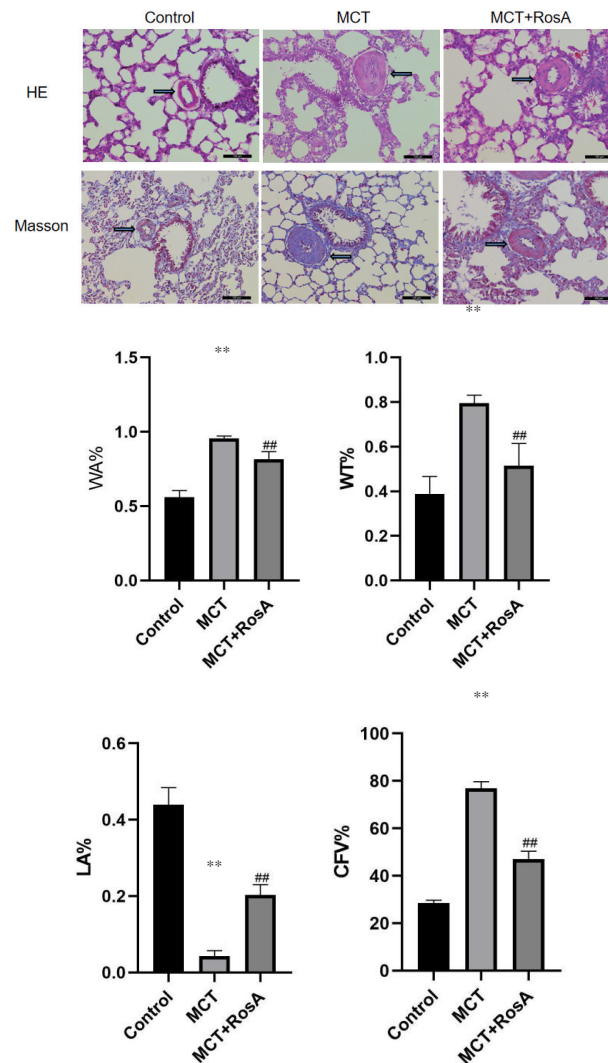 Control
MCT
MCT+RosA
HE
Masson
**
**
WA%
1.5
1.0
0.5
0.0
##
Control
MCT
MCT+RosA
WT%
0.8
0.6
0.4
0.2
0.0
##
Control
MCT
MCT+RosA
**
LA%
0.6
0.4
0.2
0.0
**
##
Control
MCT
MCT+RosA
CFV%
100
80
60
40
20
0
##
Control
MCT
MCT+RosA